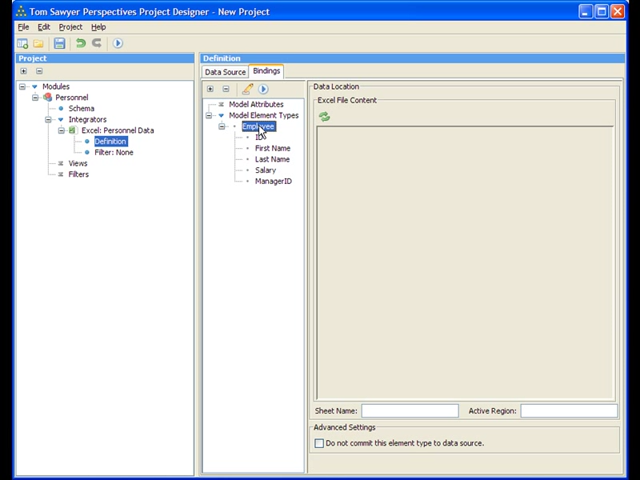 Tom Sawyer Perspectives Project Designer - New Project
File Edit Project Help
Project
Modules
Personnel
Schema
Integrators
Excel: Personnel Data
Definition
Filter: None
Views
Filters
Definition
Data Source Bindings
Model Attributes
Model Element Types
Employee
ID
First Name
Last Name
Salary
ManagerID
Data Location
Excel File Content
Sheet Name: Active Region:
Advanced Settings
Do not commit this element type to data source.